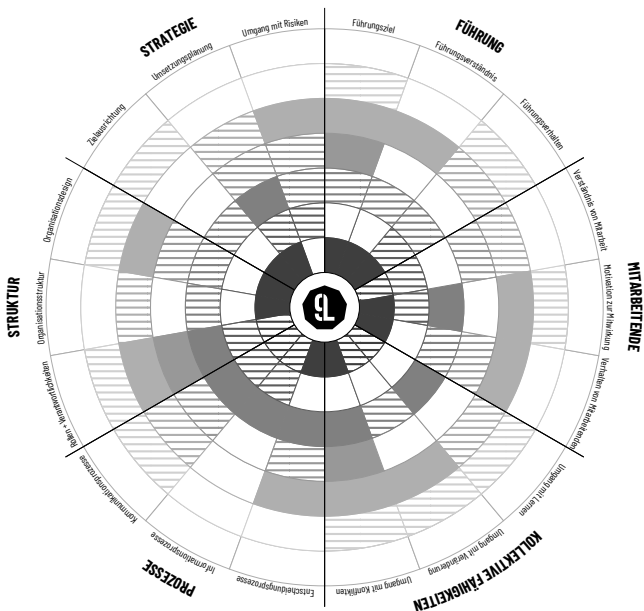 STRATEGIE
Zielausrichtung
Umsetzungsplanung
Umgang mit Risiken
FÜHRUNG
Führungsziel
Führungsverständnis
Führungsverhalten
MITARBEITENDE
Verständnis von Mitarbeit
Motivation zur Mitwirkung
Verhalten von Mitarbeitenden
KOLLEKTIVE FÄHIGKEITEN
Umgang mit Lernen
Umgang mit Veränderung
Umgang mit Konflikten
PROZESSE
Entscheidungsprozesse
Informationsprozesse
Kommunikationsprozesse
STRUKTUR
Rollen + Verantwortlichkeiten
Organisationsstruktur
Organisationsdesign
9L